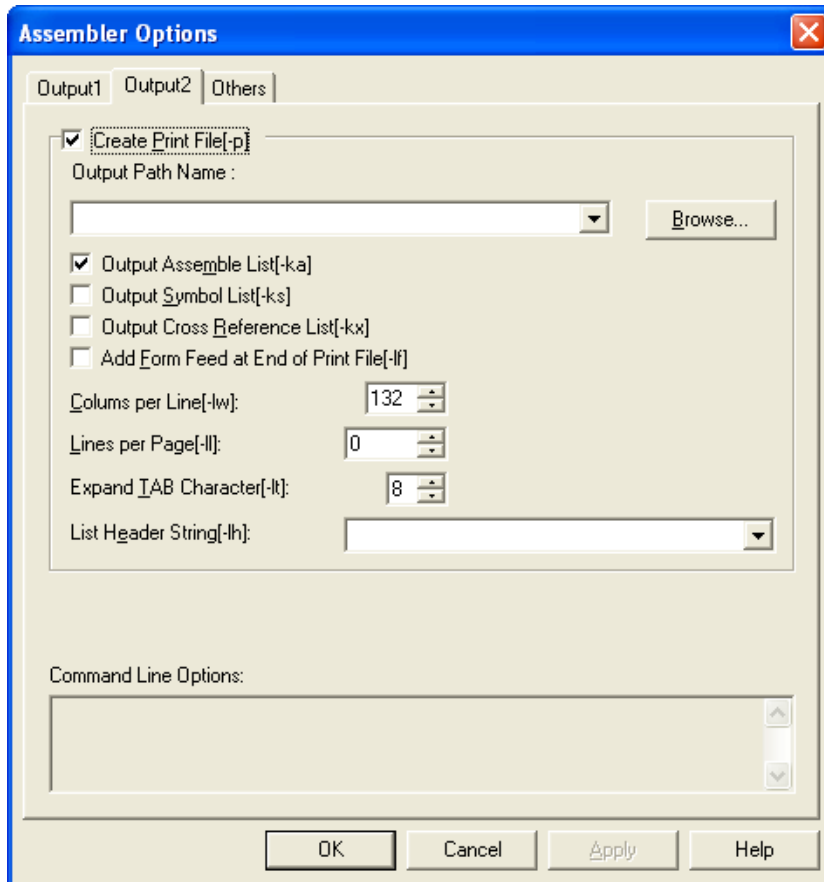 Assembler Options
Output1 Output2 Others
Create Print File[-p]
Output Path Name :
Browse...
Output Assemble List[-ka]
Output Symbol List[-ks]
Output Cross Reference List[-kx]
Add Form Feed at End of Print File[-lf]
Colums per Line[-lw]: 132
Lines per Page[-ll]: 0
Expand TAB Character[-lt]: 8
List Header String[-lh]:
Command Line Options:
OK Cancel Apply Help